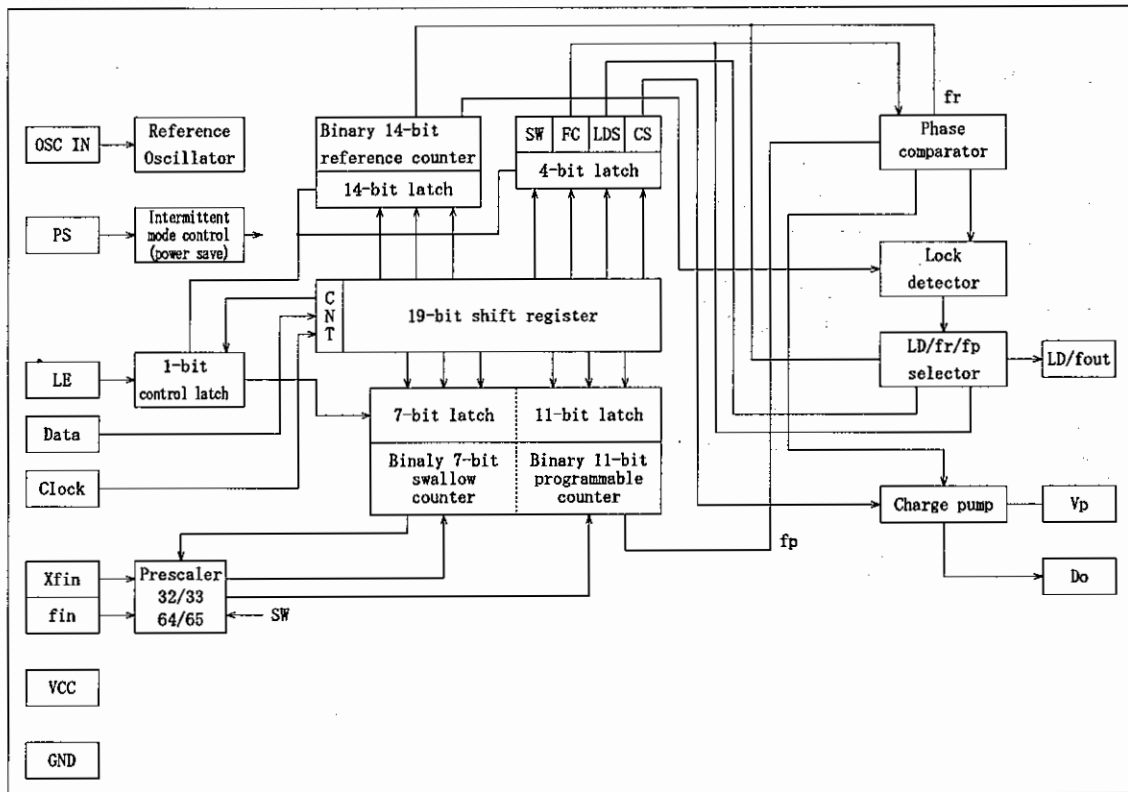 fr
OSC IN
Reference
Oscillator
Binary 14-bit
reference counter
14-bit latch
SW
FC
LDS
CS
4-bit latch
Phase
comparator
PS
Intermittent
mode control
(power save)
Lock
detector
C
N
T
19-bit shift register
LE
1-bit
control latch
LD/fr/fp
selector
LD/fout
7-bit latch
11-bit latch
Data
Clock
Binaly 7-bit
swallow
counter
Binary 11-bit
programmable
counter
Charge pump
Vp
fp
Xfin
fin
Prescaler
32/33
64/65
SW
Do
VCC
GND